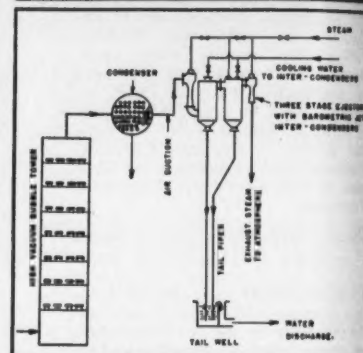 STEAM
COOLING WATER
TO INTER-CONDENSERS
CONDENSER
THREE STAGE
WITH BAROMETRIC
INTER-CONDENSERS
AIR SUCTION
HIGH VACUUM BUBBLE TOWER
TAIL PIPES
EXHAUST STEAM
TO ATMOSPHERE
WATER
DISCHARGE.
TAIL WELL